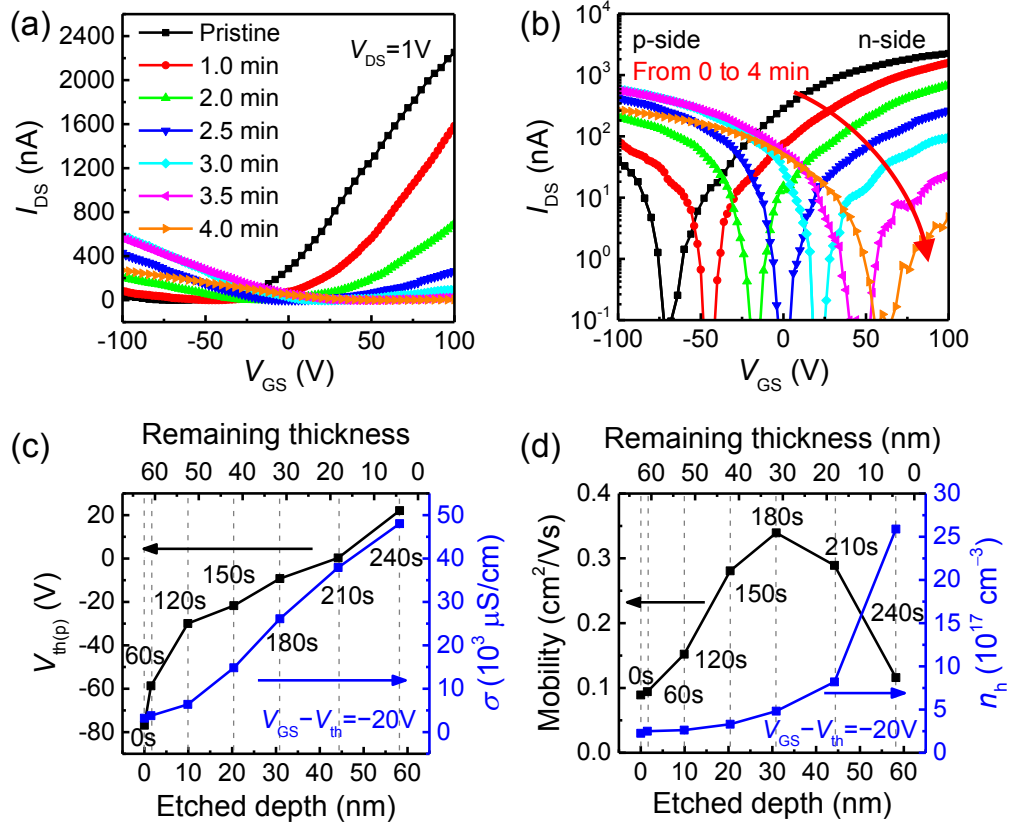 (a)
2400
2000
1600
1200
800
400
0
I_DS (nA)
Pristine
1.0 min
2.0 min
2.5 min
3.0 min
3.5 min
4.0 min
V_DS=1V
-100 -50 0 50 100
V_GS (V)
(b)
10^4
10^3
10^2
10^1
10^0
10^-1
I_DS (nA)
p-side n-side
From 0 to 4 min
-100 -50 0 50 100
V_GS (V)
(c)
Remaining thickness
60 50 40 30 20 10 0
20
0
-20
-40
-60
-80
V_th(p) (V)
50
40
30
20
10
0
σ (10^3 μS/cm)
0s
60s
120s
150s
180s
210s
240s
V_GS−V_th=−20V
0 10 20 30 40 50 60
Etched depth (nm)
(d)
Remaining thickness (nm)
60 50 40 30 20 10 0
0.4
0.3
0.2
0.1
0.0
Mobility (cm^2/Vs)
30
25
20
15
10
5
0
n_h (10^17 cm^−3)
0s
60s
120s
150s
180s
210s
240s
V_GS−V_th=−20V
0 10 20 30 40 50 60
Etched depth (nm)